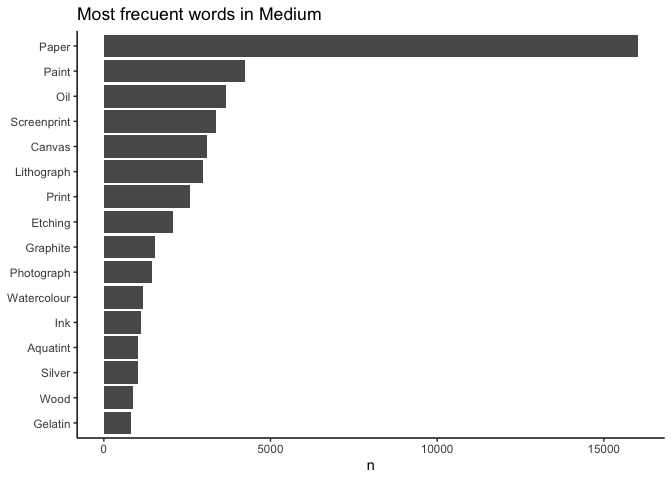 Most frecuent words in Medium
Paper
Paint
Oil
Screenprint
Canvas
Lithograph
Print
Etching
Graphite
Photograph
Watercolour
Ink
Aquatint
Silver
Wood
Gelatin
0 5000 10000 15000
n